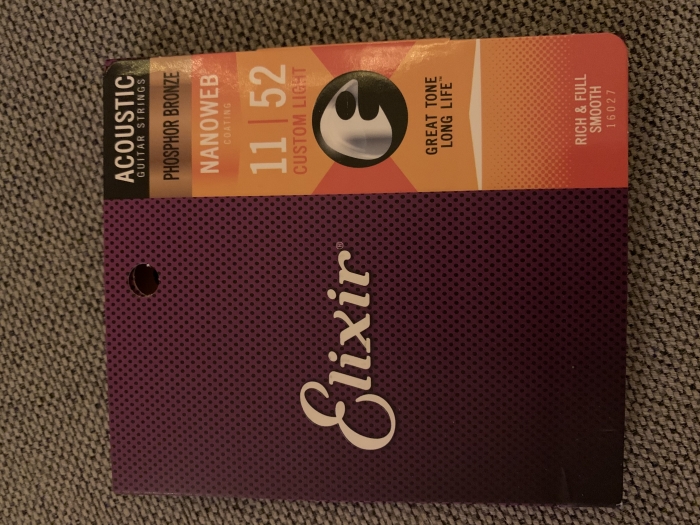 ACOUSTIC
GUITAR STRINGS
PHOSPHOR BRONZE
NANOWEB
COATING
11 | 52
CUSTOM LIGHT
GREAT TONE
LONG LIFE™
RICH & FULL
SMOOTH
16027
Elixir®